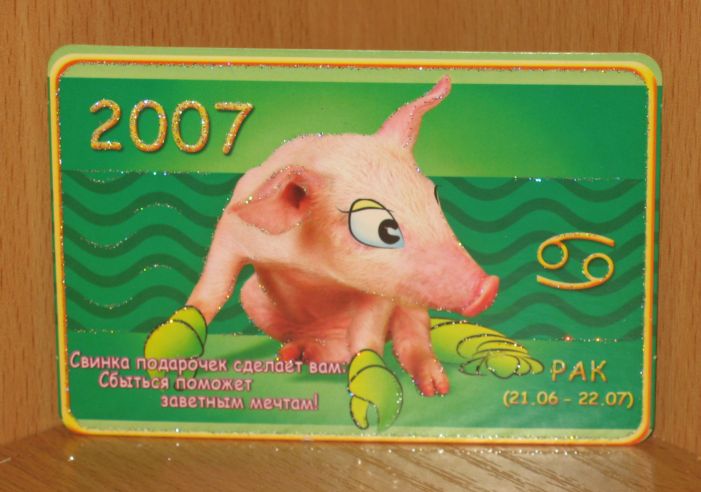 2007
Свинка подарочек сделает вам:
Сбыться поможет
заветным мечтам!
РАК
(21.06 - 22.07)